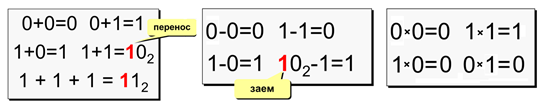 перенос
0+0=0 0+1=1
1+0=1 1+1=10₂
1 + 1 + 1 = 11₂
0-0=0 1-1=0
1-0=1 10₂-1=1
заем
0×0=0 1×1=1
1×0=0 0×1=0